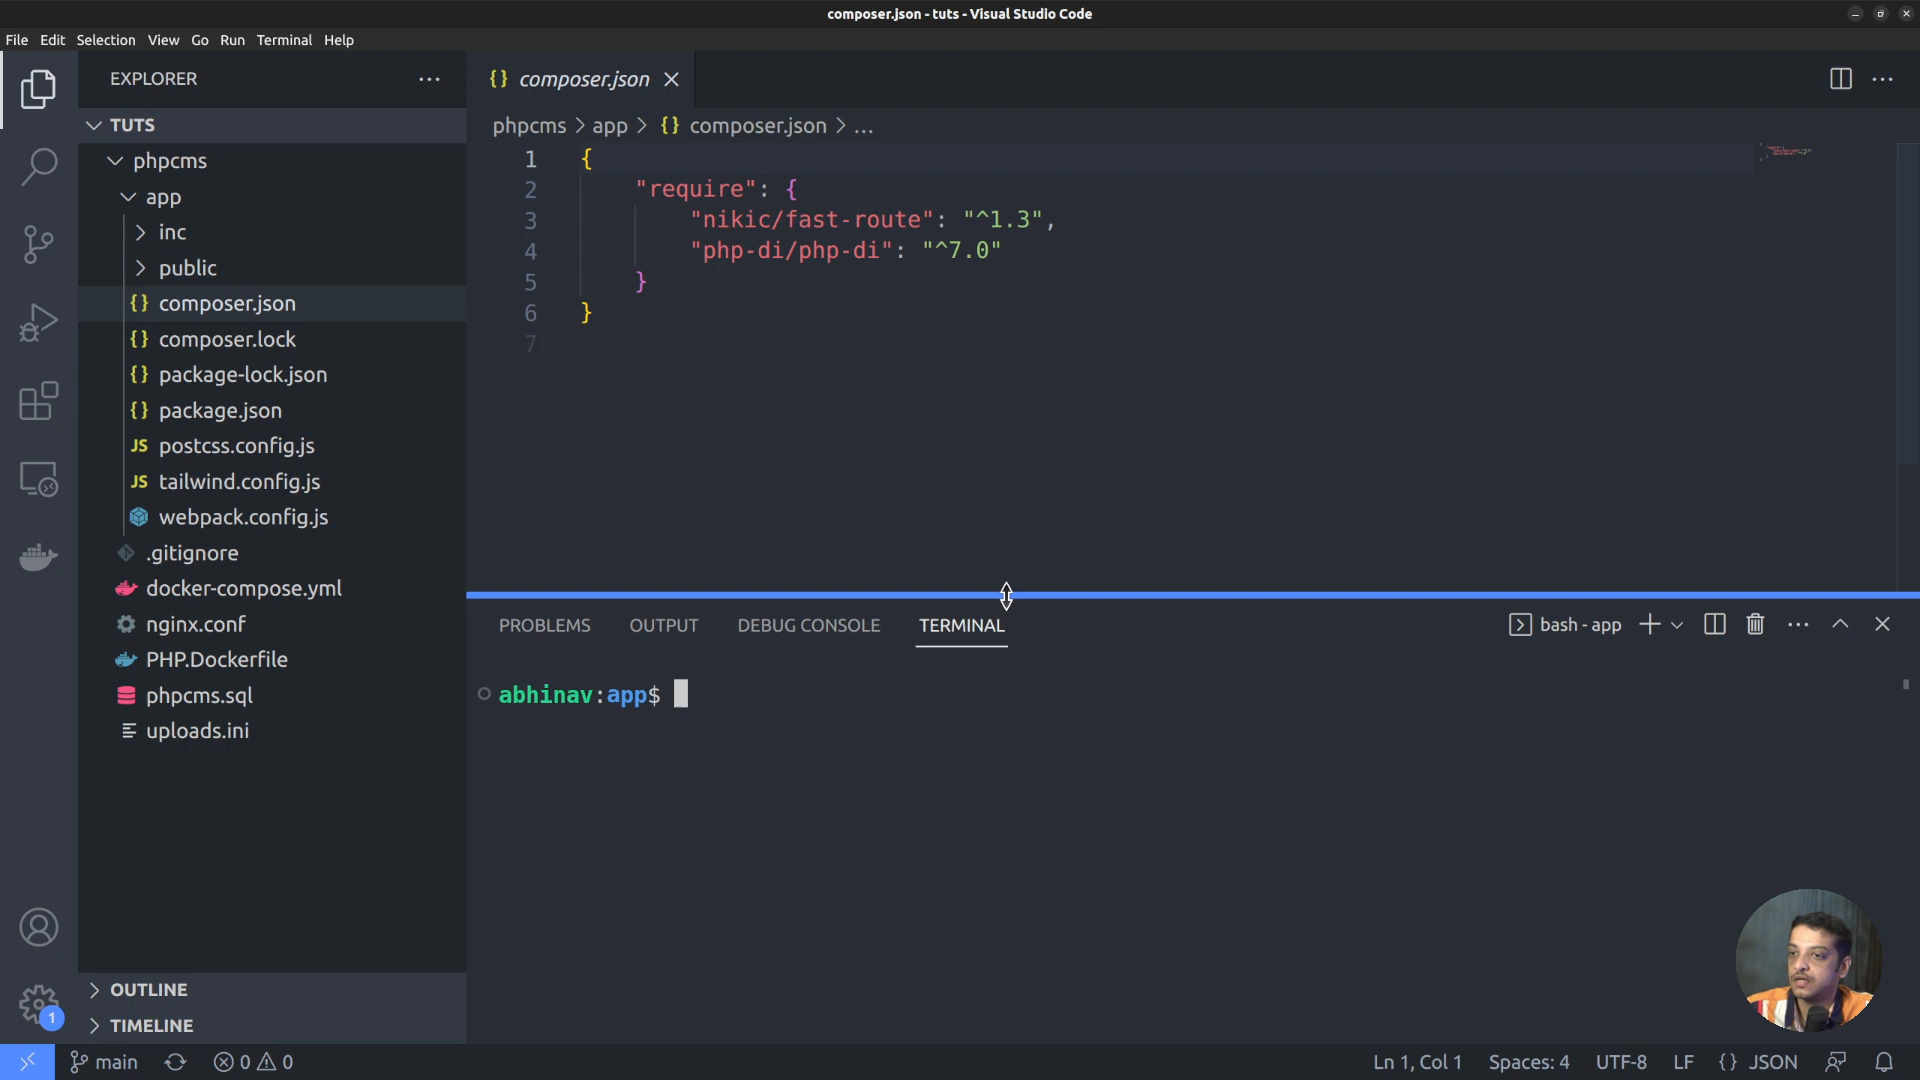 composer.json - tuts - Visual Studio Code
File Edit Selection View Go Run Terminal Help
EXPLORER
TUTS
phpcms
app
inc
public
{} composer.json
{} composer.lock
{} package-lock.json
{} package.json
JS postcss.config.js
JS tailwind.config.js
webpack.config.js
.gitignore
docker-compose.yml
nginx.conf
PHP.Dockerfile
phpcms.sql
uploads.ini
OUTLINE
TIMELINE
1
{} composer.json
phpcms > app > {} composer.json > ...
1 {
2 "require": {
3 "nikic/fast-route": "^1.3",
4 "php-di/php-di": "^7.0"
5 }
6 }
7
PROBLEMS OUTPUT DEBUG CONSOLE TERMINAL
bash - app
abhinav:app$
main 0 0
Ln 1, Col 1 Spaces: 4 UTF-8 LF {} JSON